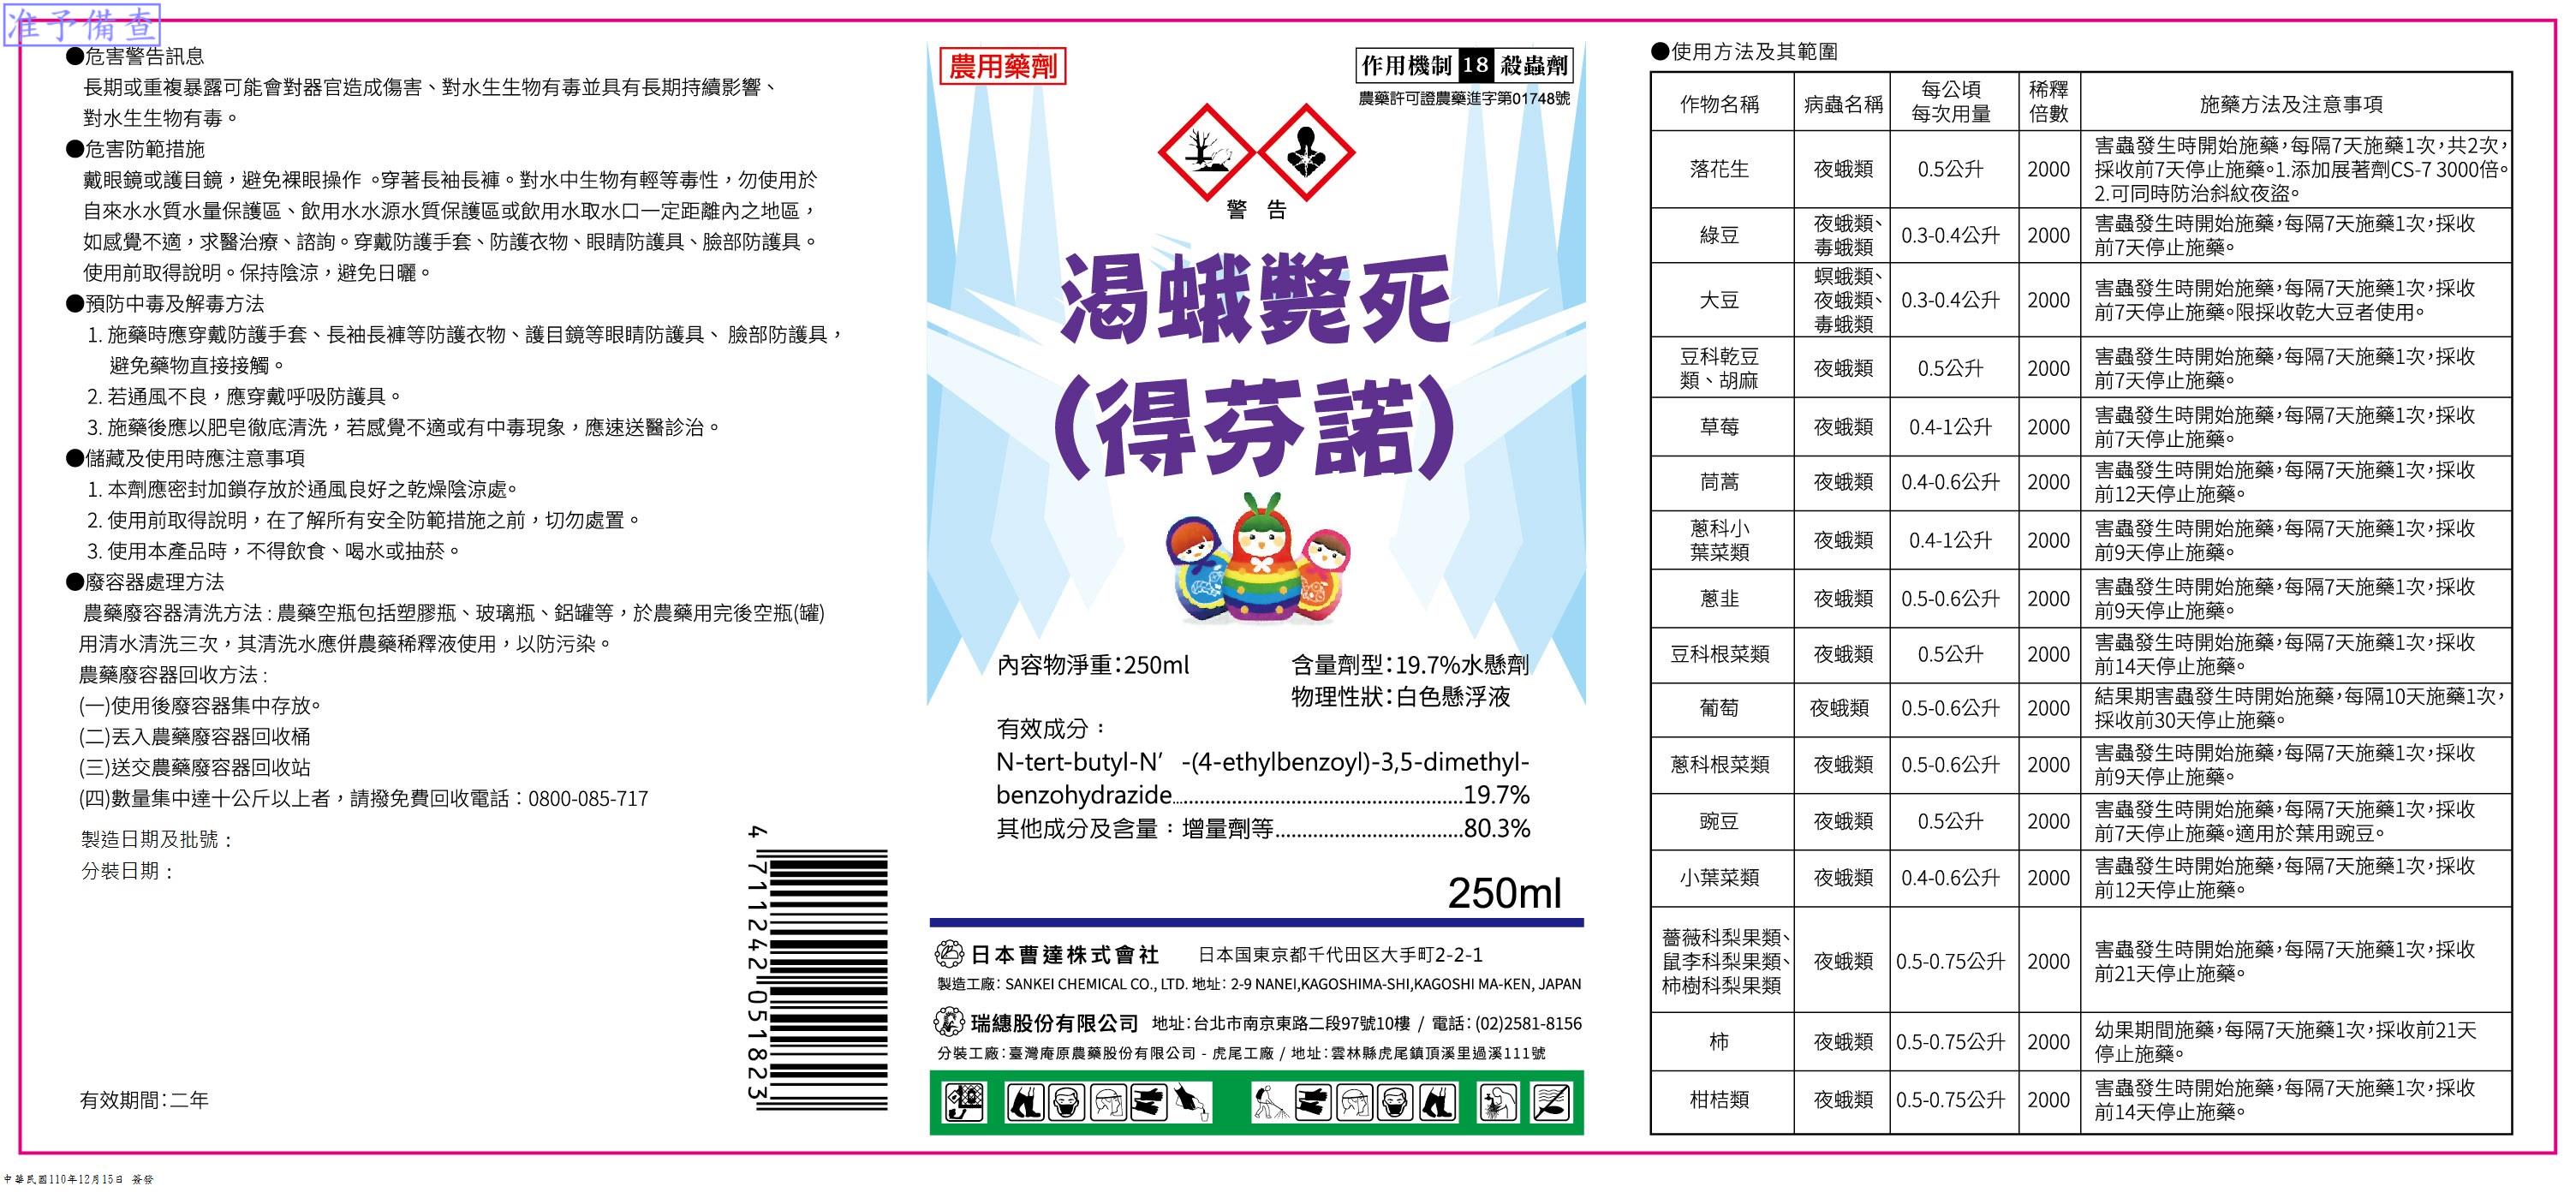 准予備查
●危害警告訊息
長期或重複暴露可能會對器官造成傷害、對水生生物有毒並具有長期持續影響、
對水生生物有毒。
●危害防範措施
戴眼鏡或護目鏡，避免裸眼操作 。穿著長袖長褲。對水中生物有輕等毒性，勿使用於
自來水水質水量保護區、飲用水水源水質保護區或飲用水取水口一定距離內之地區，
如感覺不適，求醫治療、諮詢。穿戴防護手套、防護衣物、眼睛防護具、臉部防護具。
使用前取得說明。保持陰涼，避免日曬。
●預防中毒及解毒方法
1. 施藥時應穿戴防護手套、長袖長褲等防護衣物、護目鏡等眼睛防護具、 臉部防護具，
避免藥物直接接觸。
2. 若通風不良，應穿戴呼吸防護具。
3. 施藥後應以肥皂徹底清洗，若感覺不適或有中毒現象，應速送醫診治。
●儲藏及使用時應注意事項
1. 本劑應密封加鎖存放於通風良好之乾燥陰涼處。
2. 使用前取得說明，在了解所有安全防範措施之前，切勿處置。
3. 使用本產品時，不得飲食、喝水或抽菸。
●廢容器處理方法
農藥廢容器清洗方法 : 農藥空瓶包括塑膠瓶、玻璃瓶、鋁罐等，於農藥用完後空瓶(罐)
用清水清洗三次，其清洗水應併農藥稀釋液使用，以防污染。
農藥廢容器回收方法 :
(一)使用後廢容器集中存放。
(二)丟入農藥廢容器回收桶
(三)送交農藥廢容器回收站
(四)數量集中達十公斤以上者，請撥免費回收電話：0800-085-717
製造日期及批號 :
分裝日期 :
有效期間：二年
4 711242 051823
農用藥劑
作用機制 18 殺蟲劑
農藥許可證農藥進字第01748號
警 告
渴蛾斃死
(得芬諾)
內容物淨重：250ml
含量劑型：19.7%水懸劑
物理性狀：白色懸浮液
有效成分：
N-tert-butyl-N′ -(4-ethylbenzoyl)-3,5-dimethyl-
benzohydrazide......................................................19.7%
其他成分及含量：增量劑等....................................80.3%
250ml
日本曹達株式會社 日本国東京都千代田区大手町2-2-1
製造工廠： SANKEI CHEMICAL CO., LTD. 地址： 2-9 NANEI,KAGOSHIMA-SHI,KAGOSHI MA-KEN, JAPAN
瑞繐股份有限公司 地址：台北市南京東路二段97號10樓 / 電話：(02)2581-8156
分裝工廠：臺灣庵原農藥股份有限公司 - 虎尾工廠 / 地址：雲林縣虎尾鎮頂溪里過溪111號
●使用方法及其範圍
作物名稱 病蟲名稱 每公頃每次用量 稀釋倍數 施藥方法及注意事項
落花生 夜蛾類 0.5公升 2000 害蟲發生時開始施藥，每隔7天施藥1次，共2次，
採收前7天停止施藥。1.添加展著劑CS-7 3000倍。
2.可同時防治斜紋夜盜。
綠豆 夜蛾類、毒蛾類 0.3-0.4公升 2000 害蟲發生時開始施藥，每隔7天施藥1次，採收
前7天停止施藥。
大豆 螟蛾類、夜蛾類、毒蛾類 0.3-0.4公升 2000 害蟲發生時開始施藥，每隔7天施藥1次，採收
前7天停止施藥。限採收乾大豆者使用。
豆科乾豆類、胡麻 夜蛾類 0.5公升 2000 害蟲發生時開始施藥，每隔7天施藥1次，採收
前7天停止施藥。
草莓 夜蛾類 0.4-1公升 2000 害蟲發生時開始施藥，每隔7天施藥1次，採收
前7天停止施藥。
茼蒿 夜蛾類 0.4-0.6公升 2000 害蟲發生時開始施藥，每隔7天施藥1次，採收
前12天停止施藥。
蔥科小葉菜類 夜蛾類 0.4-1公升 2000 害蟲發生時開始施藥，每隔7天施藥1次，採收
前9天停止施藥。
蔥韭 夜蛾類 0.5-0.6公升 2000 害蟲發生時開始施藥，每隔7天施藥1次，採收
前9天停止施藥。
豆科根菜類 夜蛾類 0.5公升 2000 害蟲發生時開始施藥，每隔7天施藥1次，採收
前14天停止施藥。
葡萄 夜蛾類 0.5-0.6公升 2000 結果期害蟲發生時開始施藥，每隔10天施藥1次，
採收前30天停止施藥。
蔥科根菜類 夜蛾類 0.5-0.6公升 2000 害蟲發生時開始施藥，每隔7天施藥1次，採收
前9天停止施藥。
豌豆 夜蛾類 0.5公升 2000 害蟲發生時開始施藥，每隔7天施藥1次，採收
前7天停止施藥。適用於葉用豌豆。
小葉菜類 夜蛾類 0.4-0.6公升 2000 害蟲發生時開始施藥，每隔7天施藥1次，採收
前12天停止施藥。
薔薇科梨果類、鼠李科梨果類、柿樹科梨果類 夜蛾類 0.5-0.75公升 2000 害蟲發生時開始施藥，每隔7天施藥1次，採收
前21天停止施藥。
柿 夜蛾類 0.5-0.75公升 2000 幼果期間施藥，每隔7天施藥1次，採收前21天
停止施藥。
柑桔類 夜蛾類 0.5-0.75公升 2000 害蟲發生時開始施藥，每隔7天施藥1次，採收
前14天停止施藥。
中華民國110年12月15日 簽發